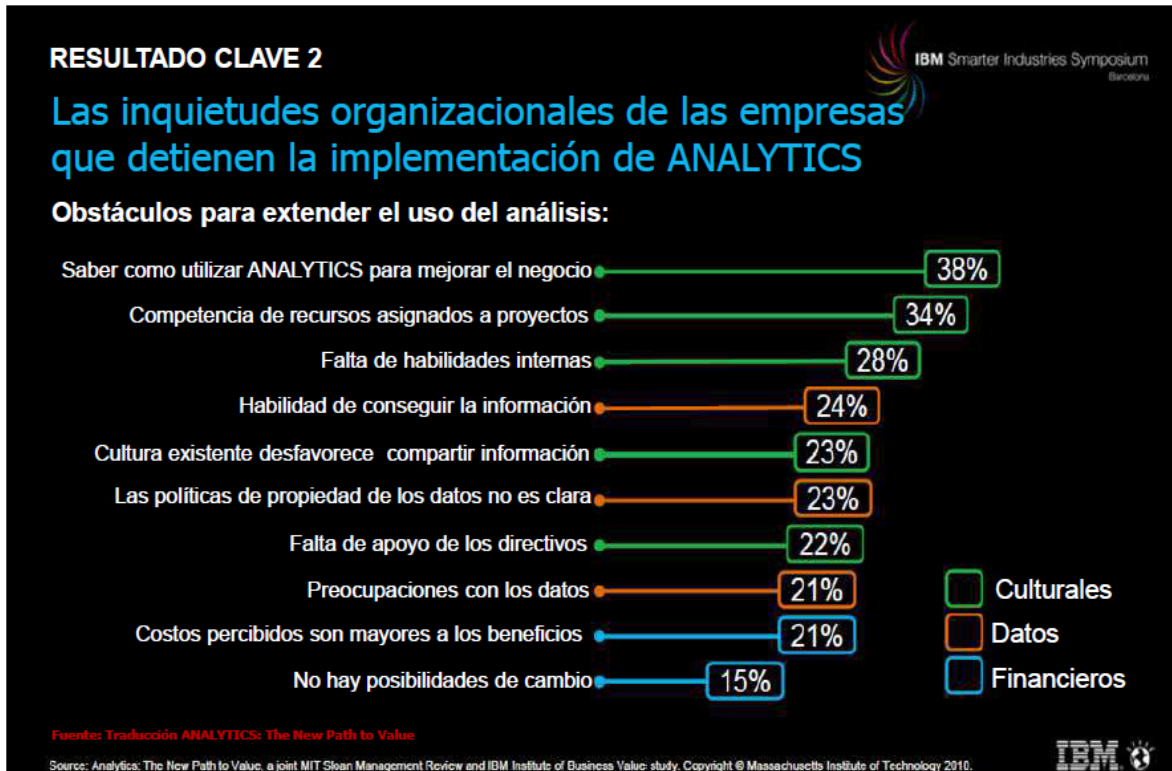 RESULTADO CLAVE 2
IBM Smarter Industries Symposium
Barcelona
Las inquietudes organizacionales de las empresas
que detienen la implementación de ANALYTICS
Obstáculos para extender el uso del análisis:
Saber como utilizar ANALYTICS para mejorar el negocio 38%
Competencia de recursos asignados a proyectos 34%
Falta de habilidades internas 28%
Habilidad de conseguir la información 24%
Cultura existente desfavorece compartir información 23%
Las políticas de propiedad de los datos no es clara 23%
Falta de apoyo de los directivos 22%
Preocupaciones con los datos 21%
Costos percibidos son mayores a los beneficios 21%
No hay posibilidades de cambio 15%
Culturales
Datos
Financieros
Fuente: Traducción ANALYTICS: The New Path to Value
Source: Analytics: The New Path to Value, a joint MIT Sloan Management Review and IBM Institute of Business Value study. Copyright © Massachusetts Institute of Technology 2010.
IBM